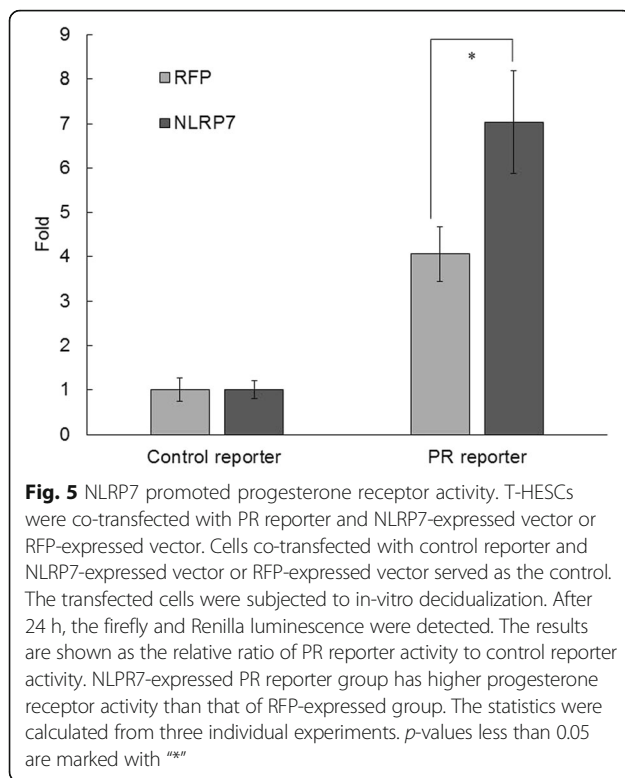 9
8
7
6
5
4
3
2
1
0
Fold
RFP
NLRP7
*
Control reporter
PR reporter
Fig. 5 NLRP7 promoted progesterone receptor activity. T-HESCs
were co-transfected with PR reporter and NLRP7-expressed vector or
RFP-expressed vector. Cells co-transfected with control reporter and
NLRP7-expressed vector or RFP-expressed vector served as the control.
The transfected cells were subjected to in-vitro decidualization. After
24 h, the firefly and Renilla luminescence were detected. The results
are shown as the relative ratio of PR reporter activity to control reporter
activity. NLPR7-expressed PR reporter group has higher progesterone
receptor activity than that of RFP-expressed group. The statistics were
calculated from three individual experiments. p-values less than 0.05
are marked with “*”